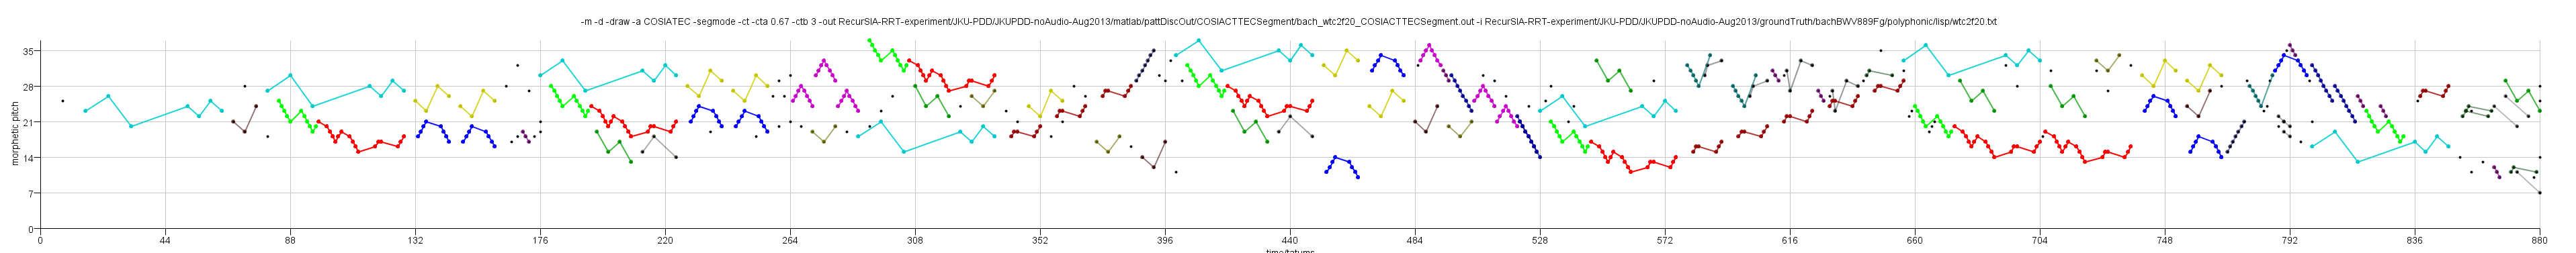 -m -d -draw -a COSIATEC -segmode -ct -cta 0.67 -ctb 3 -out RecurSIA-RRT-experiment/JKU-PDD/JKUPDD-noAudio-Aug2013/matlab/pattDiscOut/COSIACTTECSegment/bach_wtc2f20_COSIACTTECSegment.out -i RecurSIA-RRT-experiment/JKU-PDD/JKUPDD-noAudio-Aug2013/groundTruth/bachBWV889Fg/polyphonic/lisp/wtc2f20.txt
morphetic pitch
35
28
21
14
7
0
0 44 88 132 176 220 264 308 352 396 440 484 528 572 616 660 704 748 792 836 880
time/tatums